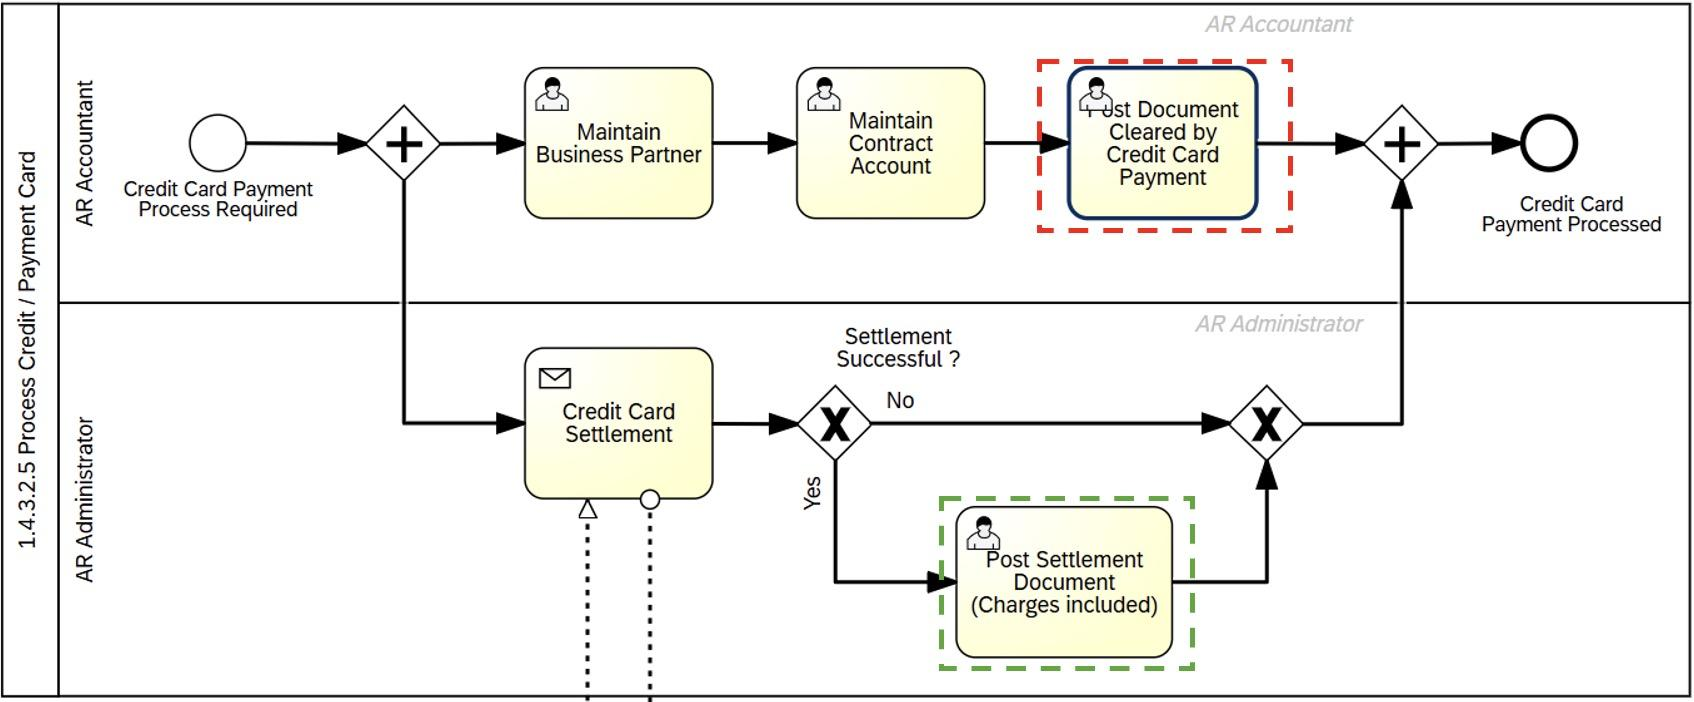 1.4.3.2.5 Process Credit / Payment Card
AR Accountant
AR Accountant
Credit Card Payment
Process Required
Maintain
Business Partner
Maintain
Contract
Account
Post Document
Cleared by
Credit Card
Payment
Credit Card
Payment Processed
AR Administrator
AR Administrator
Credit Card
Settlement
Settlement
Successful ?
No
Yes
Post Settlement
Document
(Charges included)